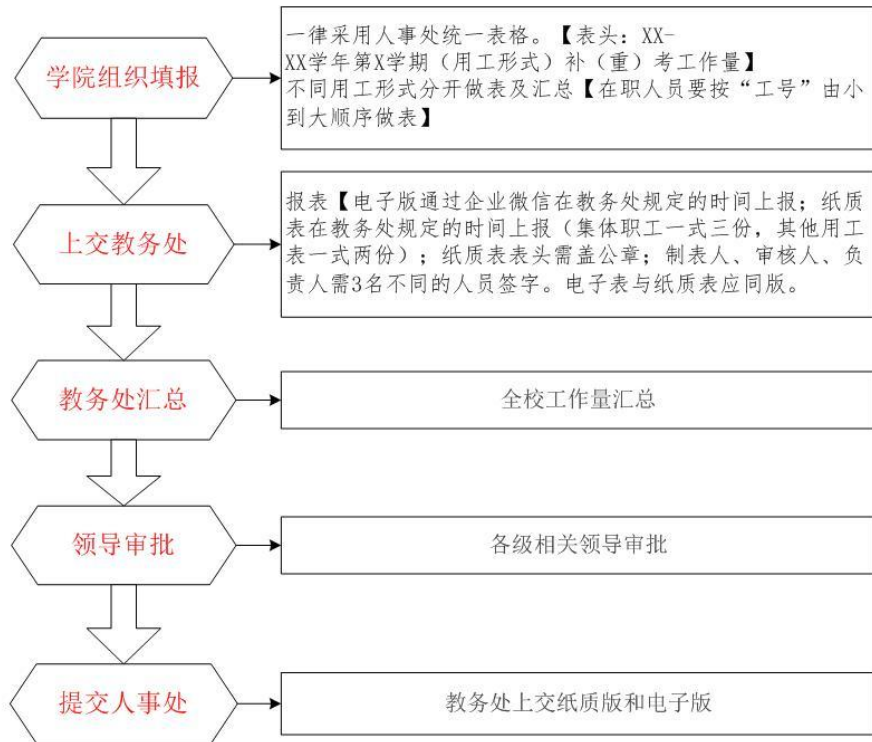 学院组织填报
一律采用人事处统一表格。【表头：XX-
XX学年第X学期（用工形式）补（重）考工作量】
不同用工形式分开做表及汇总【在职人员要按“工号”由小
到大顺序做表】
上交教务处
报表【电子版通过企业微信在教务处规定的时间上报；纸质
表在教务处规定的时间上报（集体职工一式三份，其他用工
表一式两份）；纸质表表头需盖公章；制表人、审核人、负
责人需3名不同的人员签字。电子表与纸质表应同版。
教务处汇总
全校工作量汇总
领导审批
各级相关领导审批
提交人事处
教务处上交纸质版和电子版